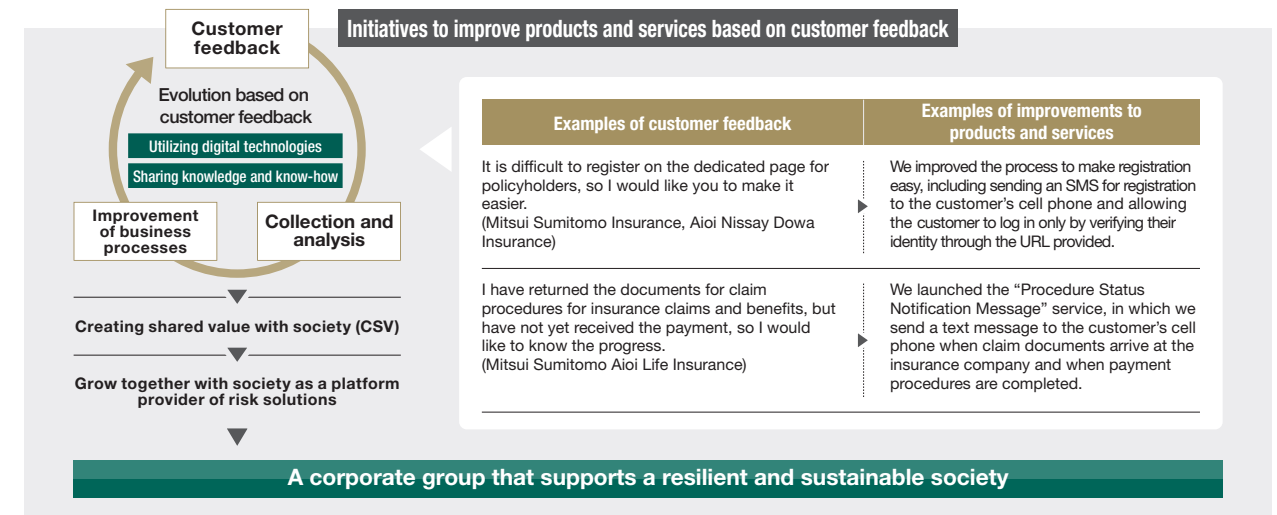 Initiatives to improve products and services based on customer feedback
Customer
feedback
Evolution based on
customer feedback
Utilizing digital technologies
Sharing knowledge and know-how
Improvement
of business
processes
Collection and
analysis
Creating shared value with society (CSV)
Grow together with society as a platform
provider of risk solutions
Examples of customer feedback
Examples of improvements to
products and services
It is difficult to register on the dedicated page for
policyholders, so I would like you to make it
easier.
(Mitsui Sumitomo Insurance, Aioi Nissay Dowa
Insurance)
We improved the process to make registration
easy, including sending an SMS for registration
to the customer’s cell phone and allowing
the customer to log in only by verifying their
identity through the URL provided.
I have returned the documents for claim
procedures for insurance claims and benefits, but
have not yet received the payment, so I would
like to know the progress.
(Mitsui Sumitomo Aioi Life Insurance)
We launched the “Procedure Status
Notification Message” service, in which we
send a text message to the customer’s cell
phone when claim documents arrive at the
insurance company and when payment
procedures are completed.
A corporate group that supports a resilient and sustainable society